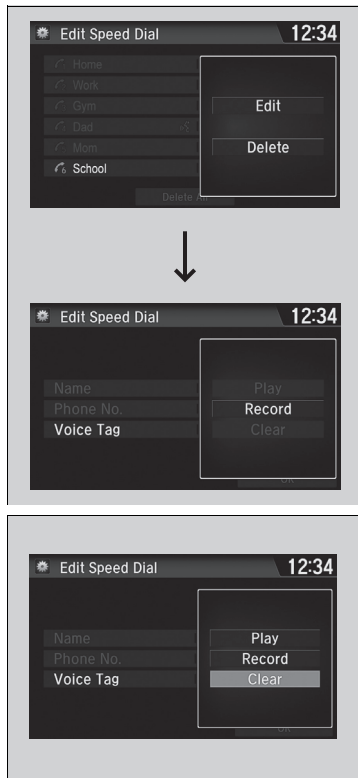 Edit Speed Dial 12:34
Home
Work
Gym
Dad
Mom
6 School
Edit
Delete
Delete All
Edit Speed Dial 12:34
Name Play
Phone No. Record
Voice Tag Clear
OK
Edit Speed Dial 12:34
Name Play
Phone No. Record
Voice Tag Clear
OK